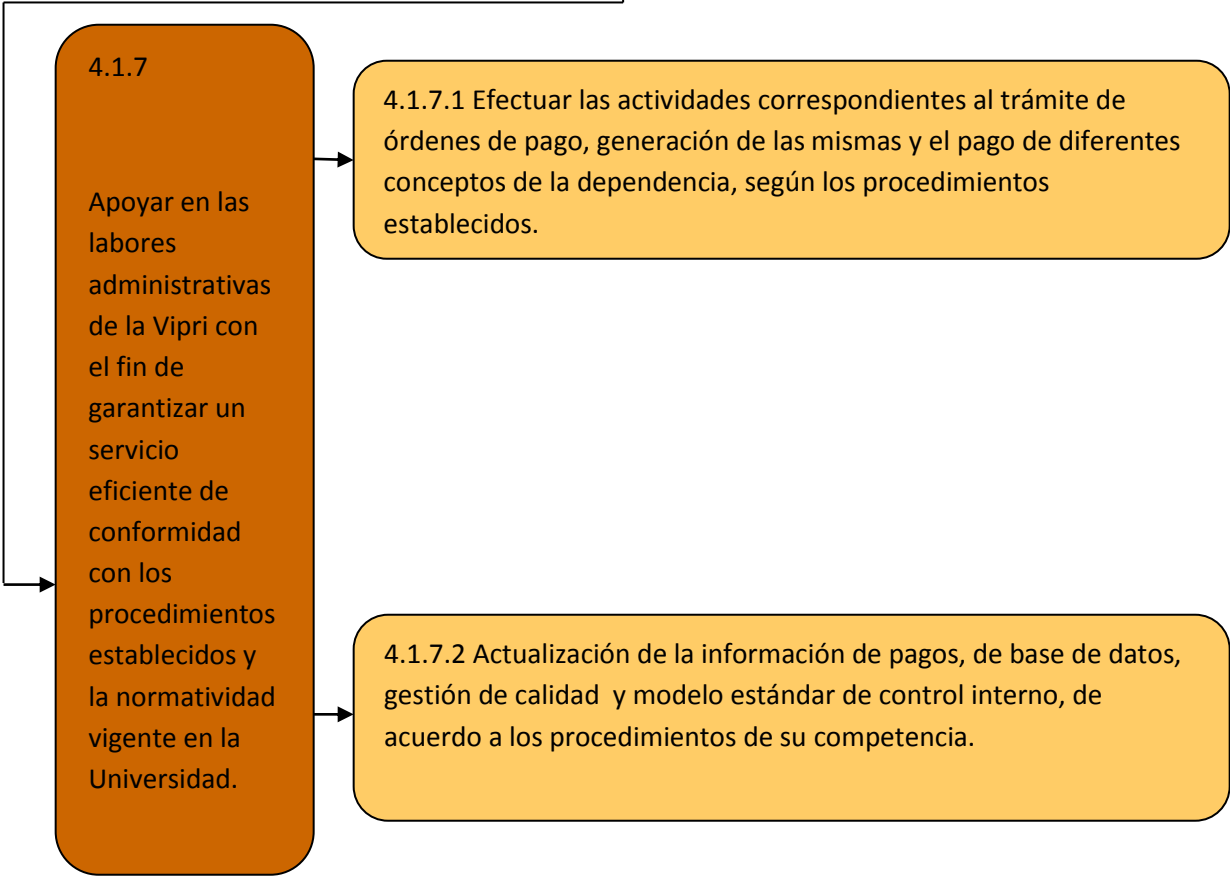 4.1.7
Apoyar en las
labores
administrativas
de la Vipri con
el fin de
garantizar un
servicio
eficiente de
conformidad
con los
procedimientos
establecidos y
la normatividad
vigente en la
Universidad.
4.1.7.1 Efectuar las actividades correspondientes al trámite de
órdenes de pago, generación de las mismas y el pago de diferentes
conceptos de la dependencia, según los procedimientos
establecidos.
4.1.7.2 Actualización de la información de pagos, de base de datos,
gestión de calidad  y modelo estándar de control interno, de
acuerdo a los procedimientos de su competencia.